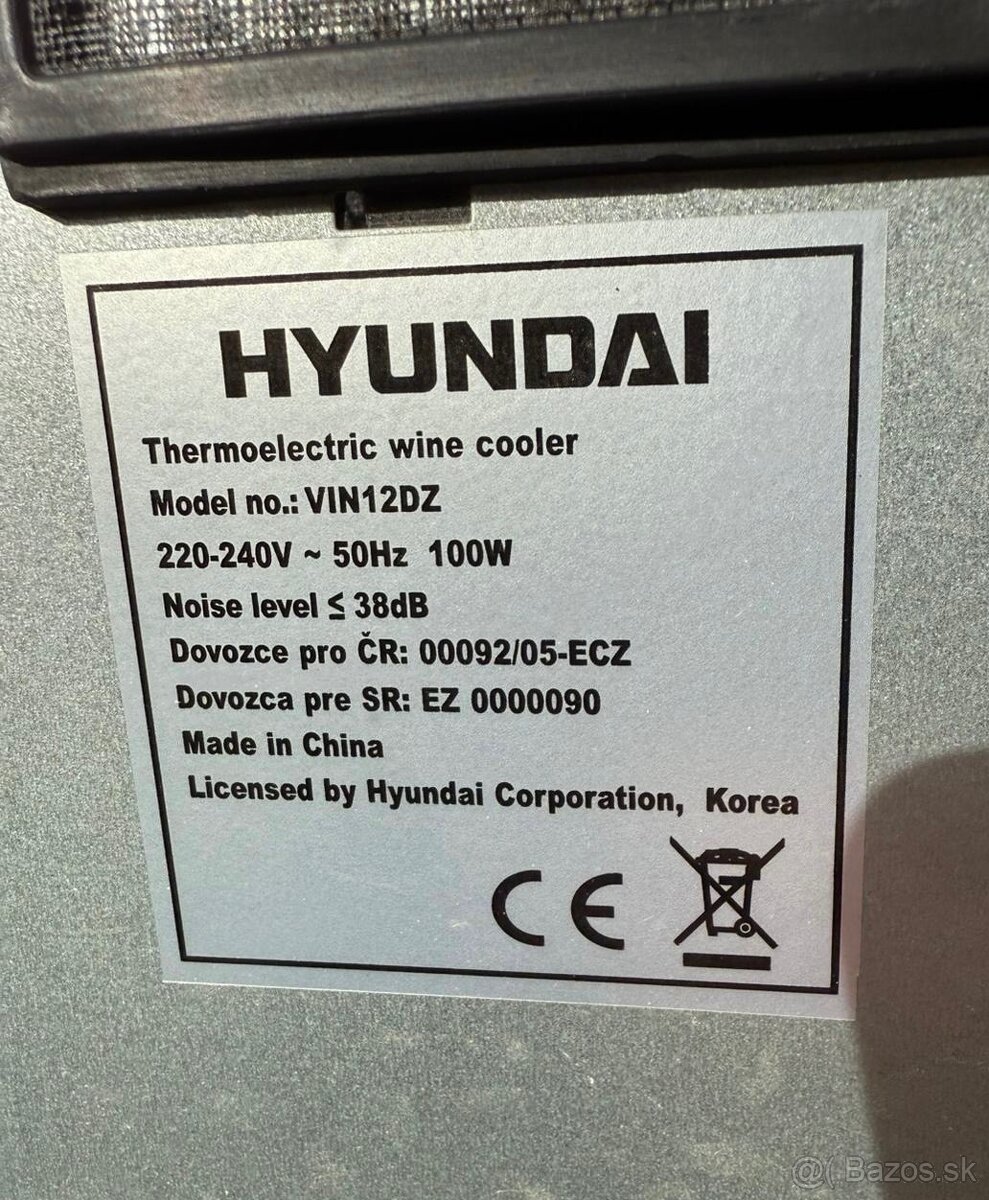 HYUNDAI
Thermoelectric wine cooler
Model no.: VIN12DZ
220-240V ~ 50Hz 100W
Noise level ≤ 38dB
Dovozce pro ČR: 00092/05-ECZ
Dovozca pre SR: EZ 0000090
Made in China
Licensed by Hyundai Corporation, Korea
CE
@( Bazos.sk